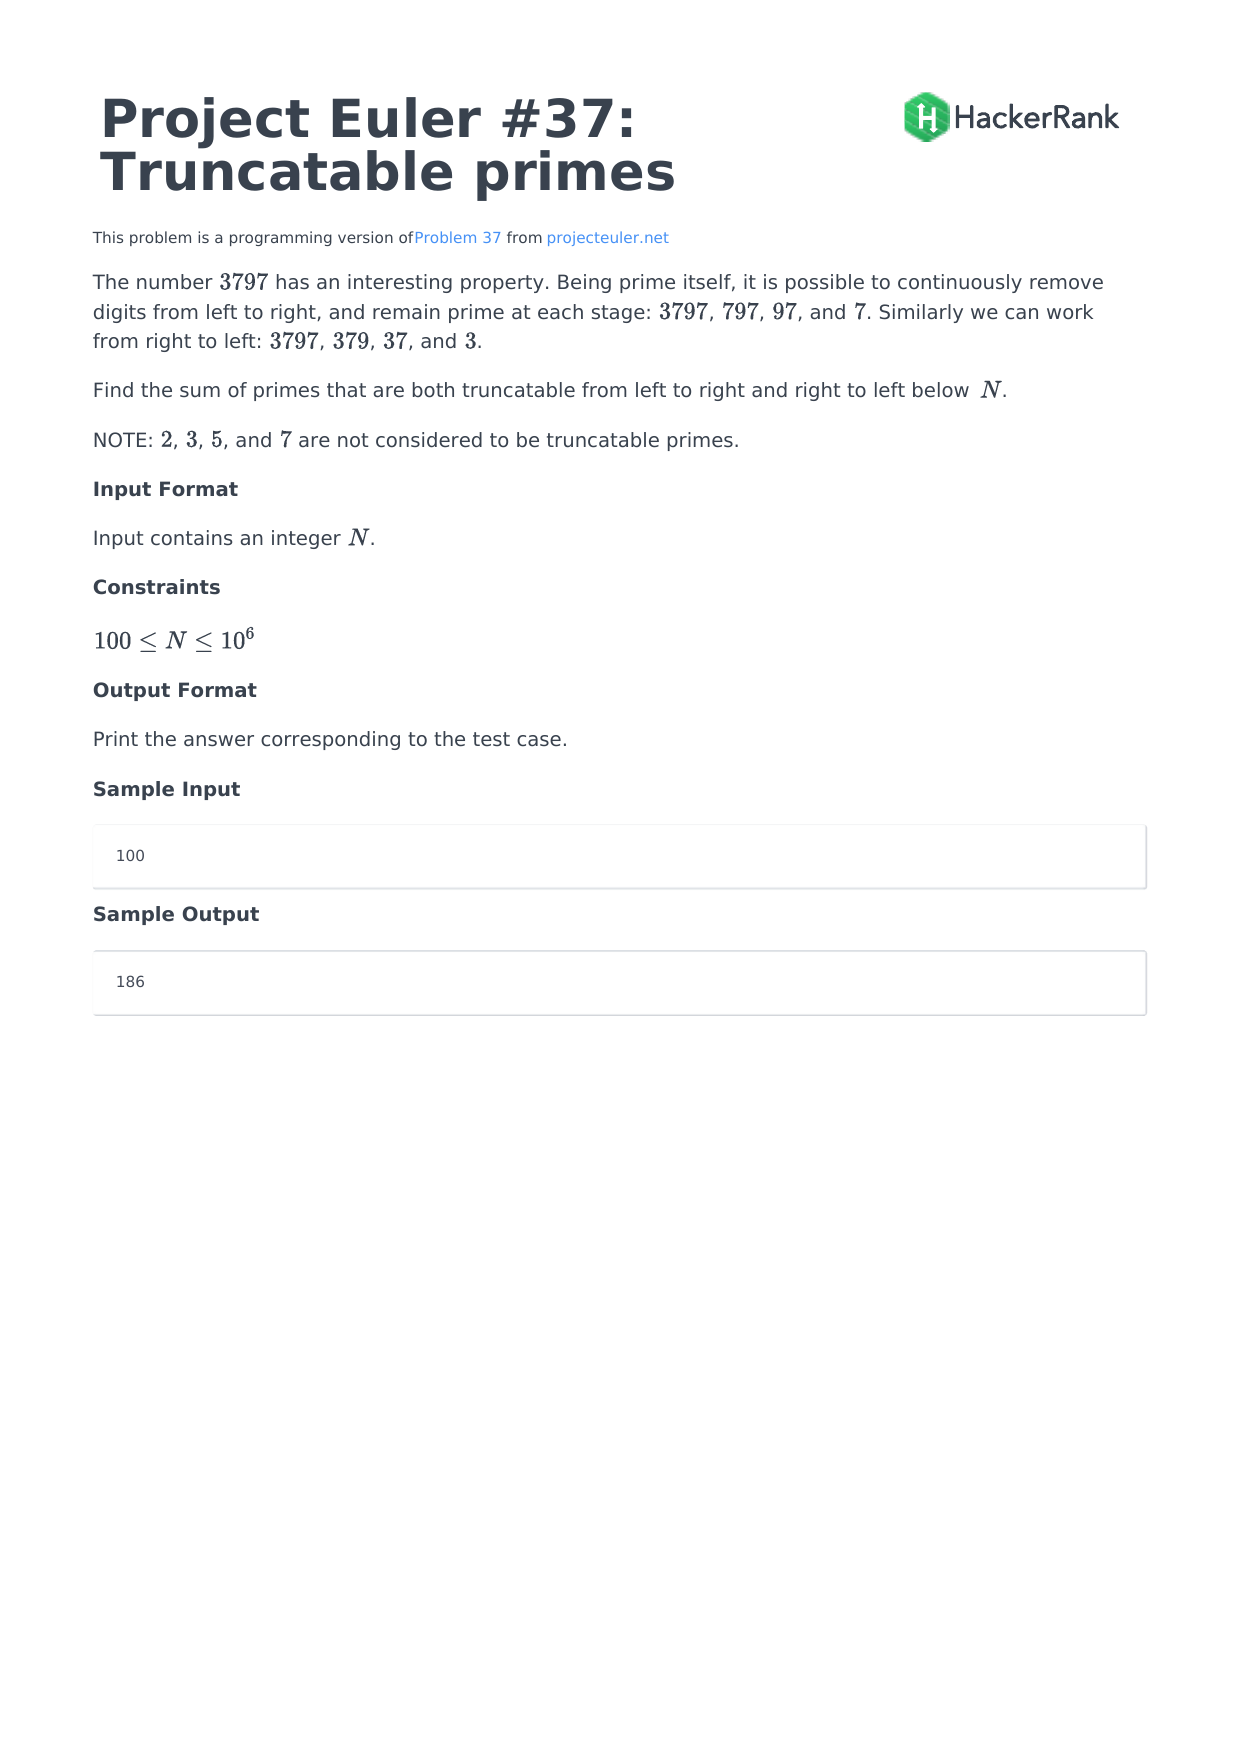 Project Euler #37:
Truncatable primes
HackerRank
This problem is a programming version ofProblem 37 from projecteuler.net
The number 3797 has an interesting property. Being prime itself, it is possible to continuously remove
digits from left to right, and remain prime at each stage: 3797, 797, 97, and 7. Similarly we can work
from right to left: 3797, 379, 37, and 3.
Find the sum of primes that are both truncatable from left to right and right to left below N.
NOTE: 2, 3, 5, and 7 are not considered to be truncatable primes.
Input Format
Input contains an integer N.
Constraints
100 ≤ N ≤ 10⁶
Output Format
Print the answer corresponding to the test case.
Sample Input
100
Sample Output
186